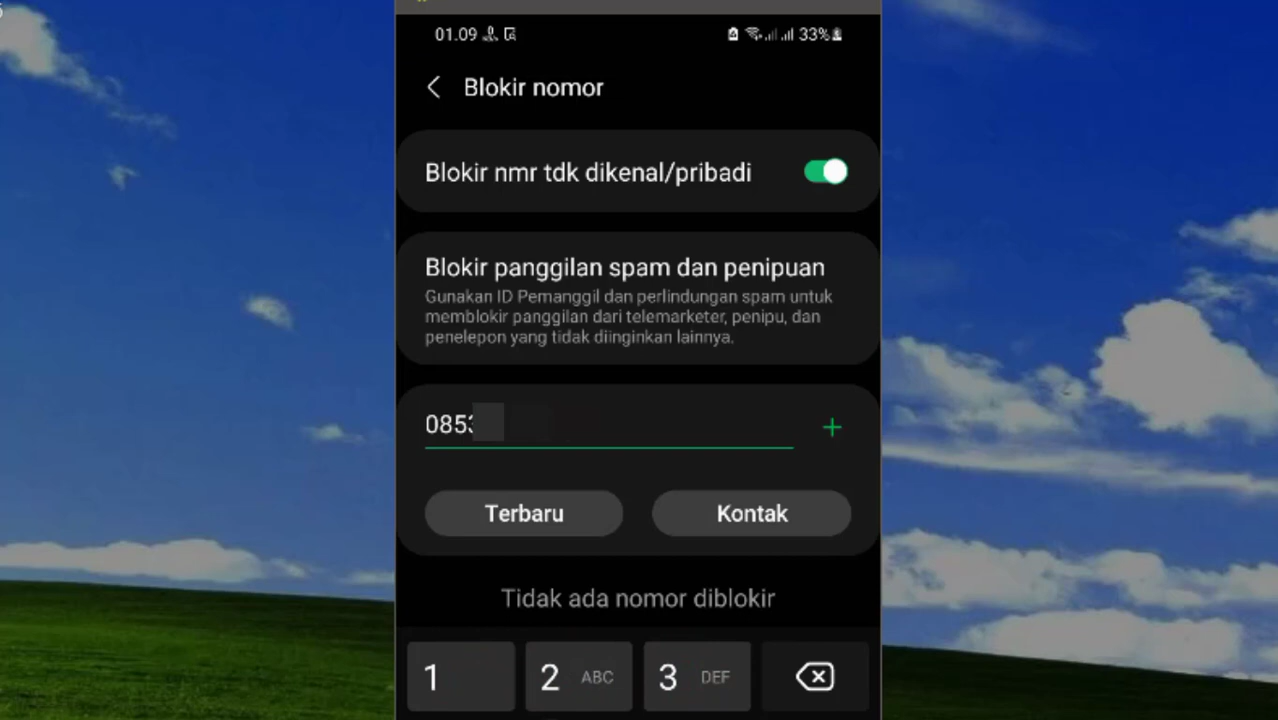 01.09
33%
Blokir nomor
Blokir nmr tdk dikenal/pribadi
Blokir panggilan spam dan penipuan
Gunakan ID Pemanggil dan perlindungan spam untuk
memblokir panggilan dari telemarketer, penipu, dan
penelepon yang tidak diinginkan lainnya.
0853
Terbaru
Kontak
Tidak ada nomor diblokir
1
2 ABC
3 DEF